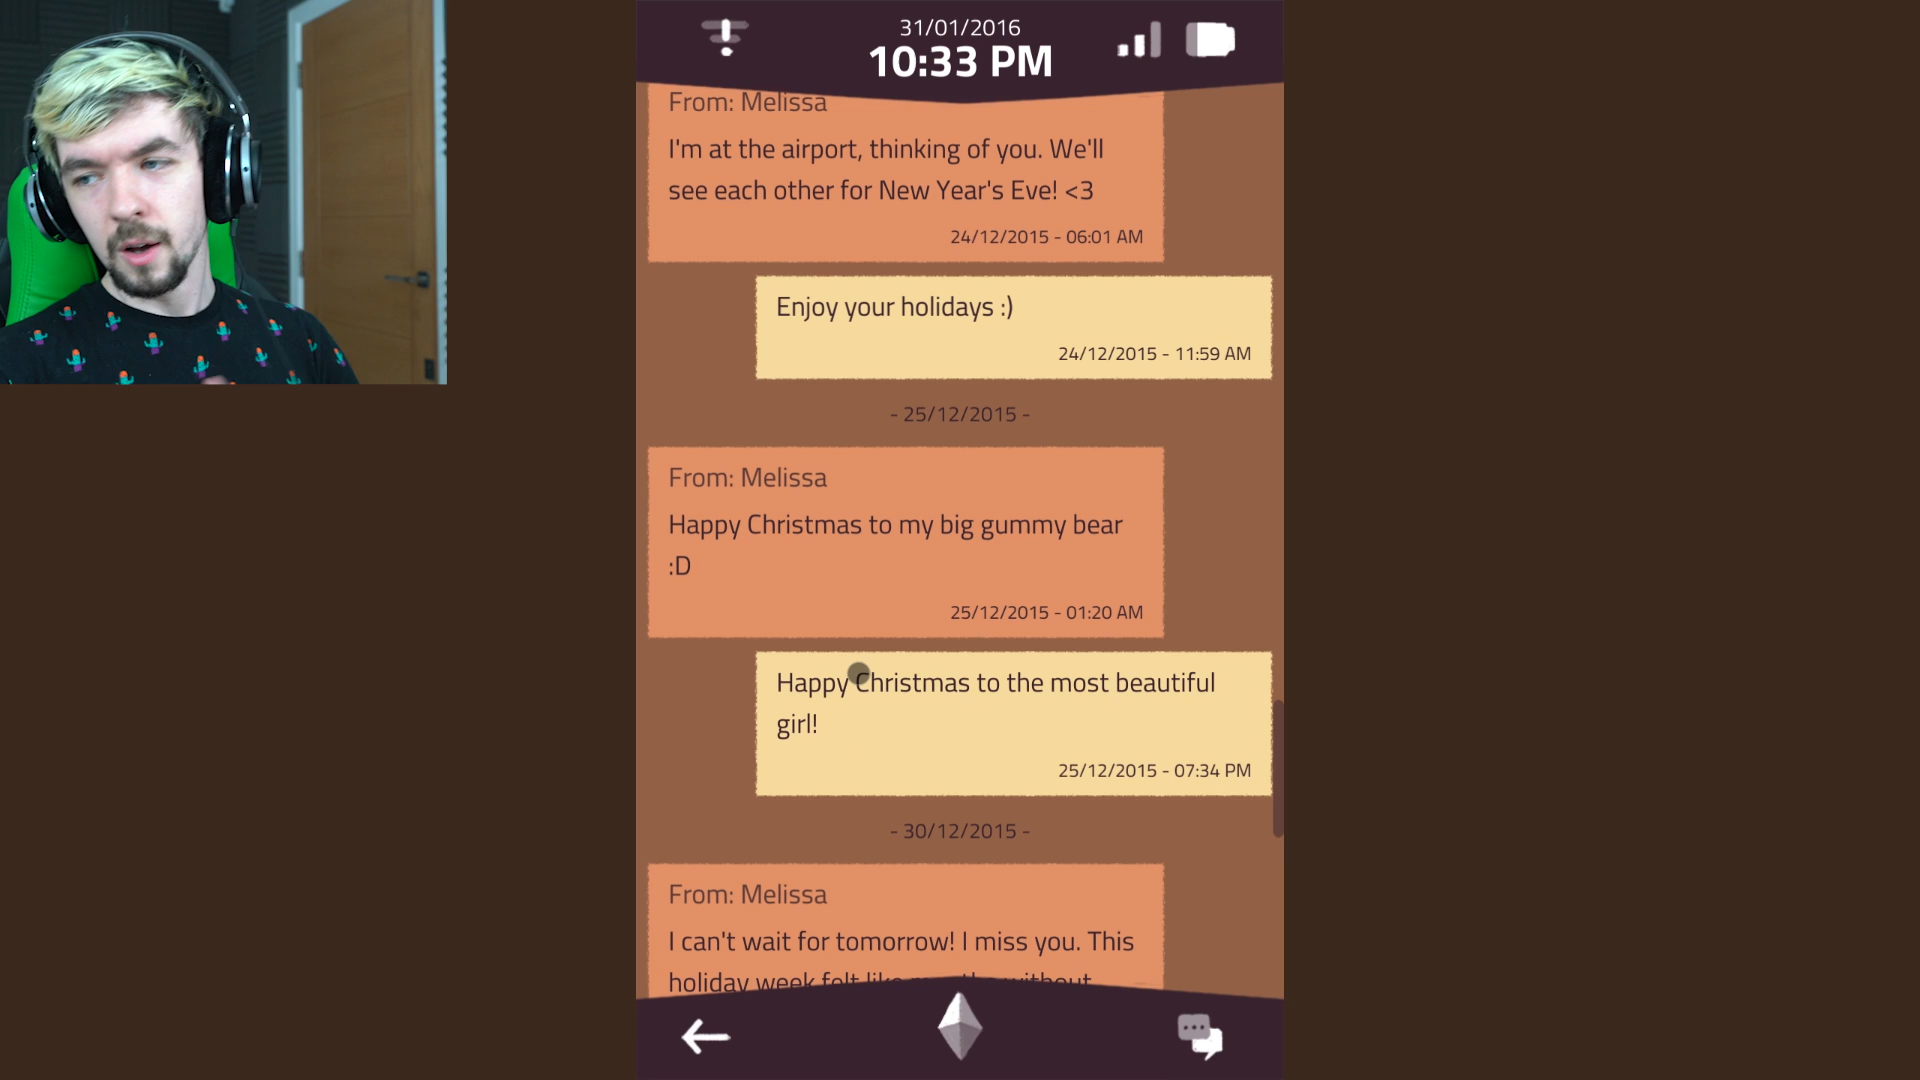 31/01/2016
10:33 PM
From: Melissa
I'm at the airport, thinking of you. We'll
see each other for New Year's Eve! <3
24/12/2015 - 06:01 AM
Enjoy your holidays :)
24/12/2015 - 11:59 AM
- 25/12/2015 -
From: Melissa
Happy Christmas to my big gummy bear
:D
25/12/2015 - 01:20 AM
Happy Christmas to the most beautiful
girl!
25/12/2015 - 07:34 PM
- 30/12/2015 -
From: Melissa
I can't wait for tomorrow! I miss you. This
holiday week felt like without